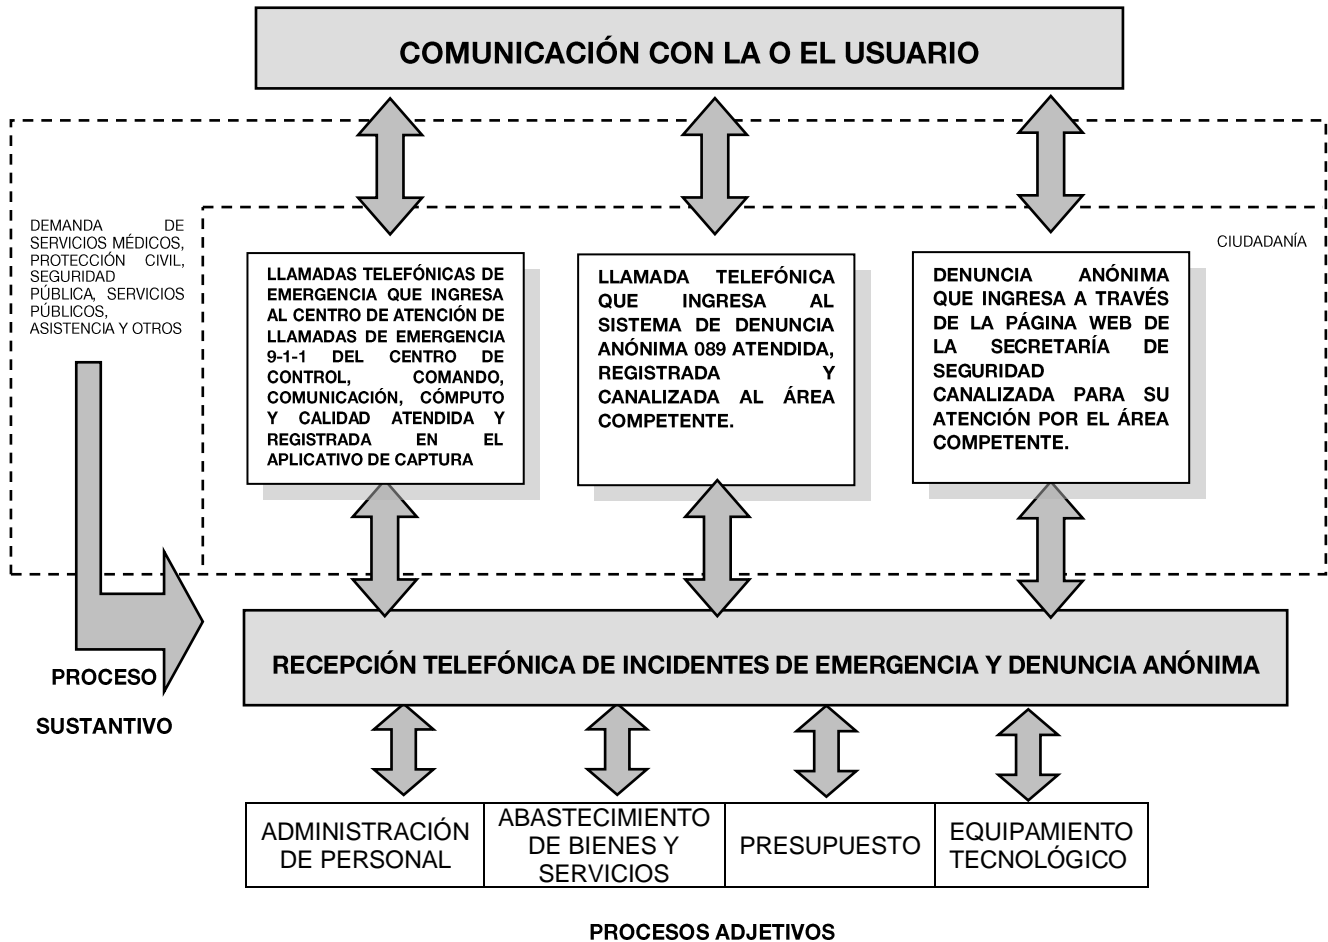 COMUNICACIÓN CON LA O EL USUARIO
DEMANDA DE
SERVICIOS MÉDICOS,
PROTECCIÓN CIVIL,
SEGURIDAD
PÚBLICA, SERVICIOS
PÚBLICOS,
ASISTENCIA Y OTROS
CIUDADANÍA
LLAMADAS TELEFÓNICAS DE
EMERGENCIA QUE INGRESA
AL CENTRO DE ATENCIÓN DE
LLAMADAS DE EMERGENCIA
9-1-1 DEL CENTRO DE
CONTROL, COMANDO,
COMUNICACIÓN, CÓMPUTO
Y CALIDAD ATENDIDA Y
REGISTRADA EN EL
APLICATIVO DE CAPTURA
LLAMADA TELEFÓNICA
QUE INGRESA AL
SISTEMA DE DENUNCIA
ANÓNIMA 089 ATENDIDA,
REGISTRADA Y
CANALIZADA AL ÁREA
COMPETENTE.
DENUNCIA ANÓNIMA
QUE INGRESA A TRAVÉS
DE LA PÁGINA WEB DE
LA SECRETARÍA DE
SEGURIDAD
CANALIZADA PARA SU
ATENCIÓN POR EL ÁREA
COMPETENTE.
RECEPCIÓN TELEFÓNICA DE INCIDENTES DE EMERGENCIA Y DENUNCIA ANÓNIMA
PROCESO
SUSTANTIVO
ADMINISTRACIÓN
DE PERSONAL
ABASTECIMIENTO
DE BIENES Y
SERVICIOS
PRESUPUESTO
EQUIPAMIENTO
TECNOLÓGICO
PROCESOS ADJETIVOS